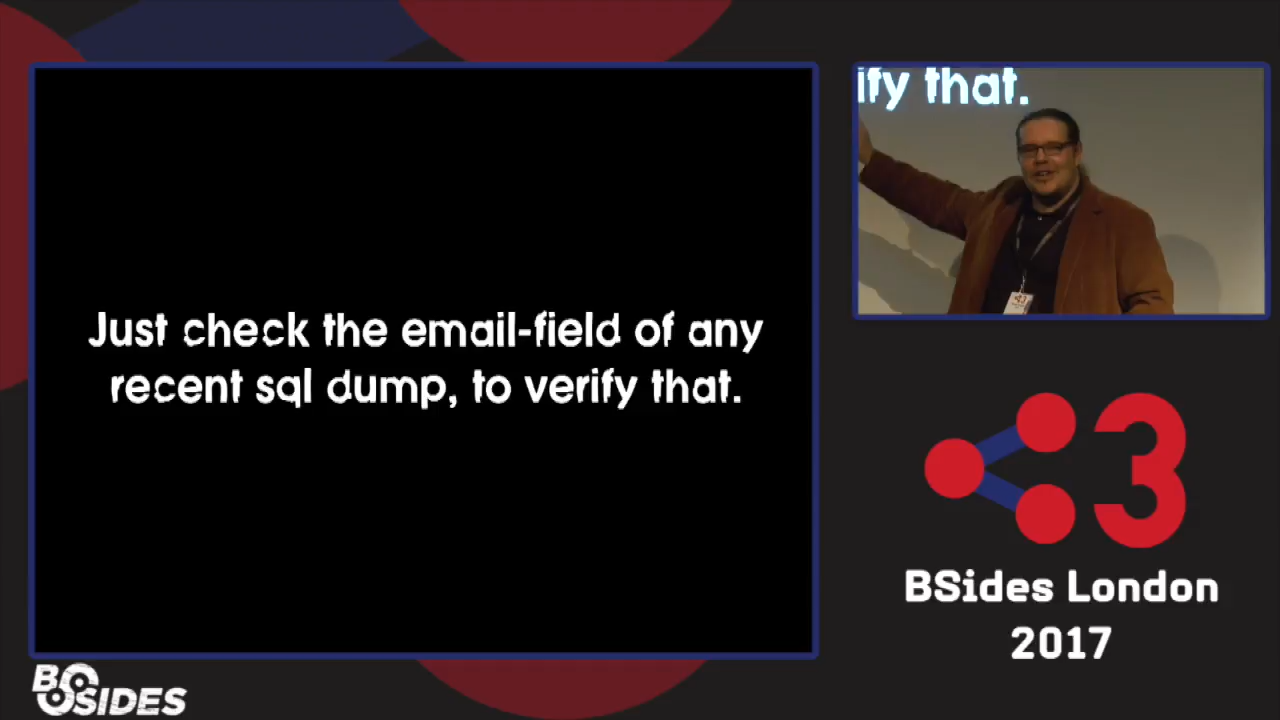 Just check the email-field of any
recent sql dump, to verify that.
ify that.
<3
BSides London
2017
BSIDES